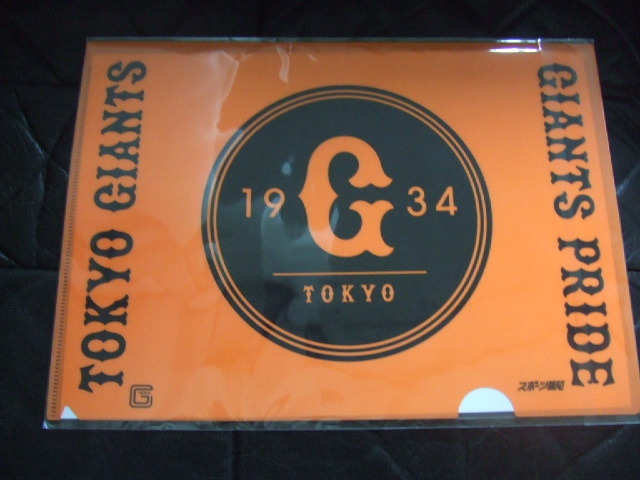 TOKYO GIANTS
19 G 34
TOKYO
GIANTS PRIDE
スポーツ報知